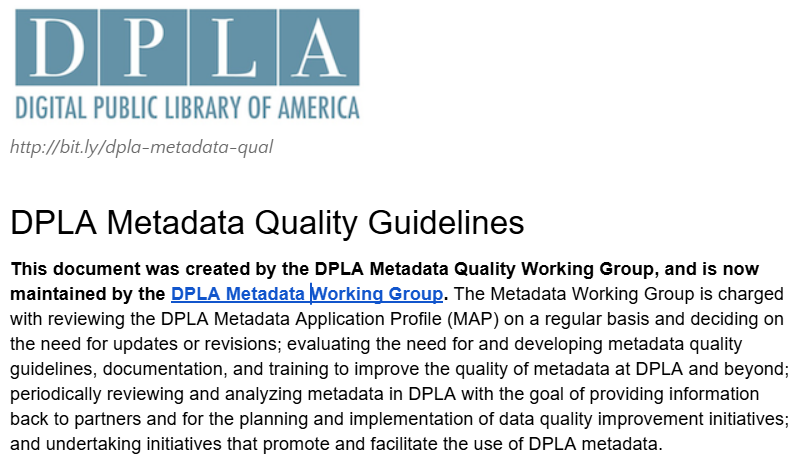 DPLA
DIGITAL PUBLIC LIBRARY OF AMERICA
http://bit.ly/dpla-metadata-qual
DPLA Metadata Quality Guidelines
This document was created by the DPLA Metadata Quality Working Group, and is now
maintained by the DPLA Metadata Working Group. The Metadata Working Group is charged
with reviewing the DPLA Metadata Application Profile (MAP) on a regular basis and deciding on
the need for updates or revisions; evaluating the need for and developing metadata quality
guidelines, documentation, and training to improve the quality of metadata at DPLA and beyond;
periodically reviewing and analyzing metadata in DPLA with the goal of providing information
back to partners and for the planning and implementation of data quality improvement initiatives;
and undertaking initiatives that promote and facilitate the use of DPLA metadata.